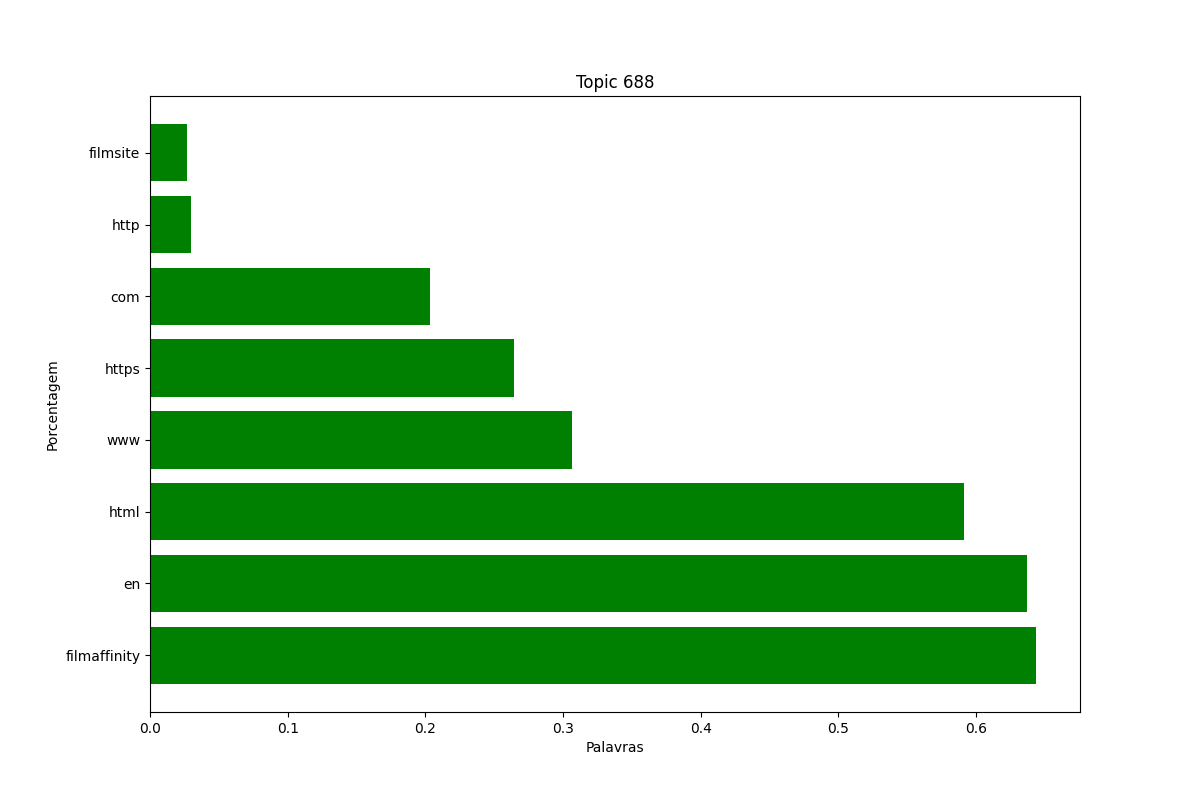 Topic 688
filmsite
http
com
https
www
html
en
filmaffinity
Porcentagem
0.0 0.1 0.2 0.3 0.4 0.5 0.6
Palavras